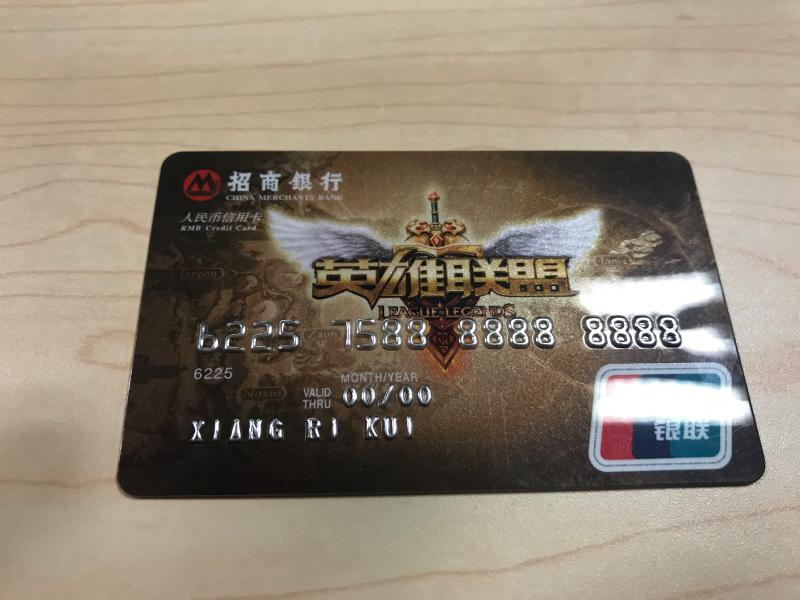 招商银行
CHINA MERCHANTS BANK
人民币信用卡
RMB Credit Card
英雄联盟
LEAGUE OF LEGENDS
6225 7588 8888 8888
6225
MONTH/YEAR
VALID THRU 00/00
Noxus
XIANG RI KUI
银联